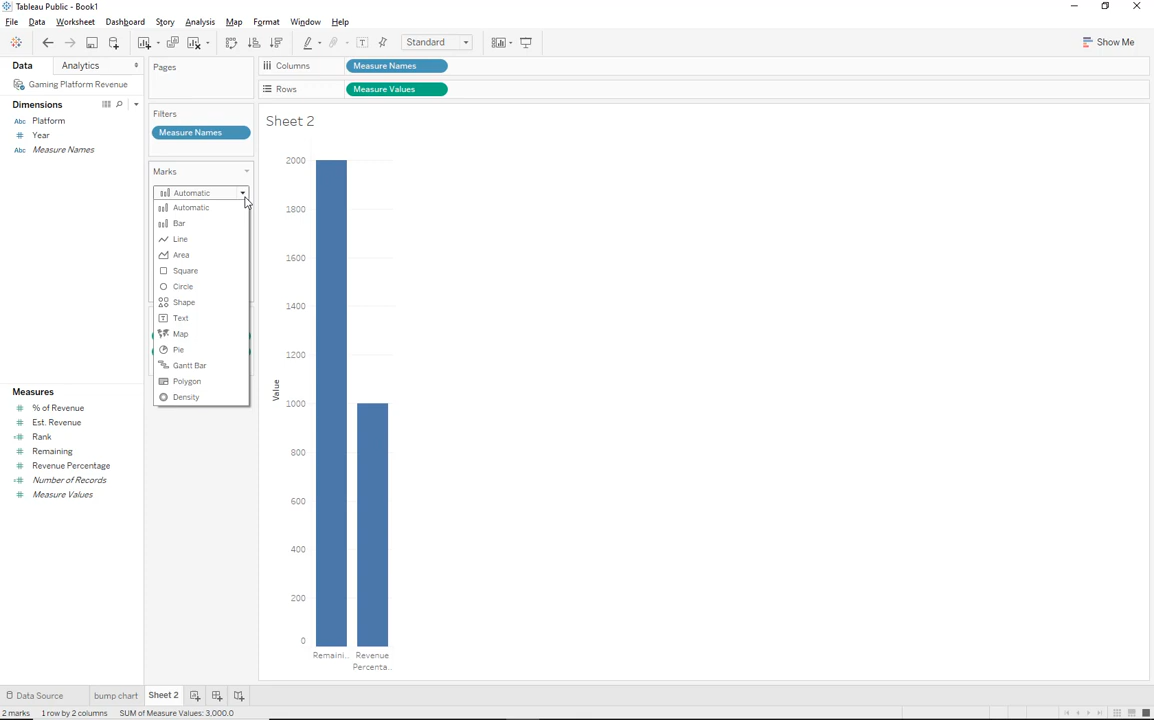 Tableau Public - Book1
File Data Worksheet Dashboard Story Analysis Map Format Window Help
Standard
Show Me
Data Analytics
Pages
Columns Measure Names
Gaming Platform Revenue
Rows Measure Values
Dimensions
Filters
Abc Platform
Measure Names
Sheet 2
Year
Abc Measure Names
Marks
Automatic
Automatic
Bar
Line
Area
Square
Circle
Shape
Text
Map
Pie
Gantt Bar
Polygon
Density
2000
1800
1600
1400
1200
1000
800
600
400
200
0
Value
Remaini..
Revenue
Percenta..
Measures
% of Revenue
Est. Revenue
Rank
Remaining
Revenue Percentage
Number of Records
Measure Values
Data Source bump chart Sheet 2
2 marks 1 row by 2 columns SUM of Measure Values: 3,000.0